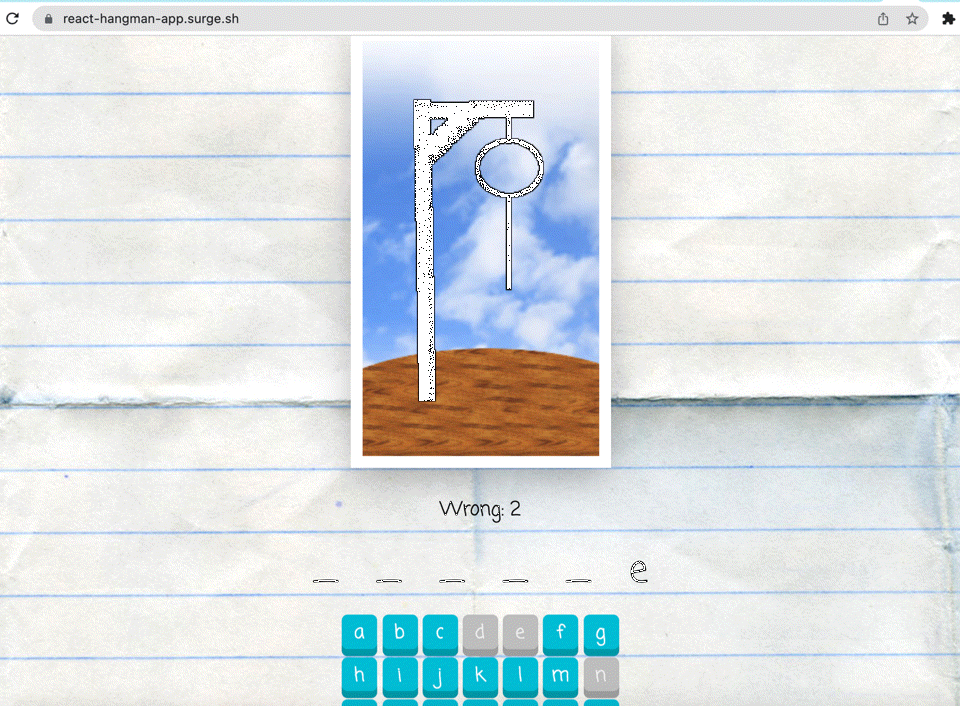 react-hangman-app.surge.sh
Wrong: 2
_ _ _ _ _ e
a b c d e f g
h i j k l m n